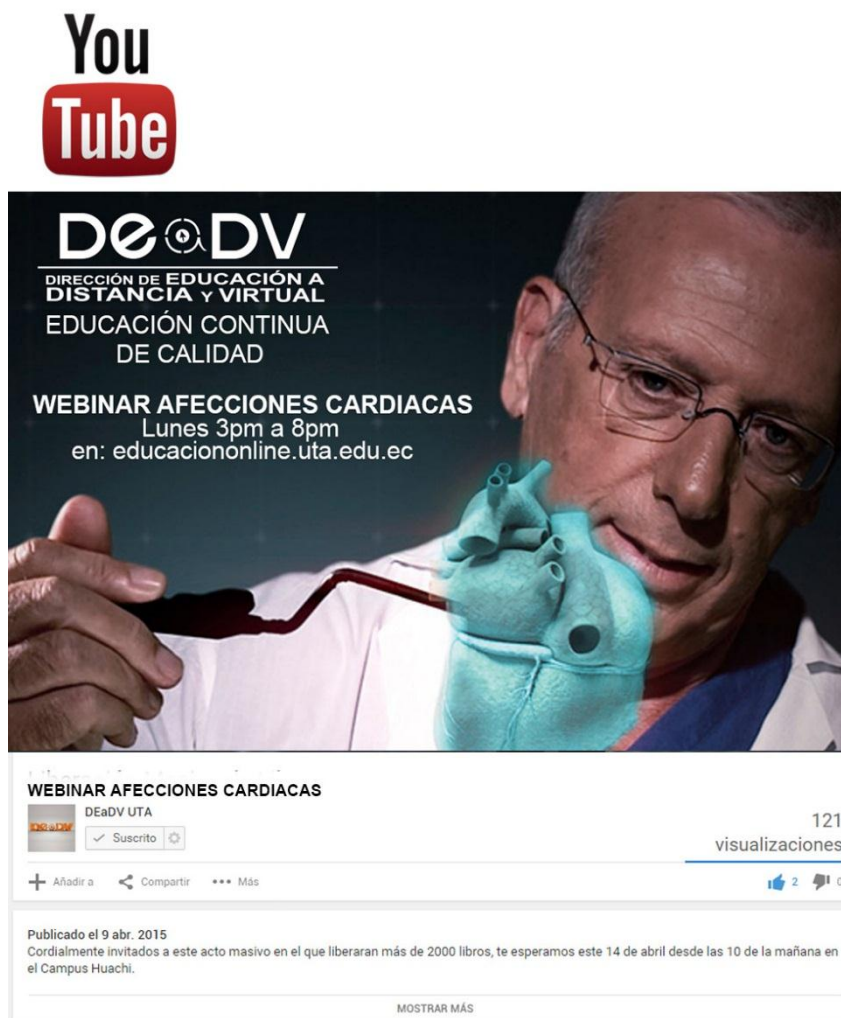 You
Tube
DEaDV
DIRECCIÓN DE EDUCACIÓN A
DISTANCIA Y VIRTUAL
EDUCACIÓN CONTINUA
DE CALIDAD
WEBINAR AFECCIONES CARDIACAS
Lunes 3pm a 8pm
en: educaciononline.uta.edu.ec
WEBINAR AFECCIONES CARDIACAS
DEaDV
DEaDV UTA
Suscrito
121
visualizaciones
Añadir a Compartir Más
2 0
Publicado el 9 abr. 2015
Cordialmente invitados a este acto masivo en el que liberaran más de 2000 libros, te esperamos este 14 de abril desde las 10 de la mañana en
el Campus Huachi.
MOSTRAR MÁS